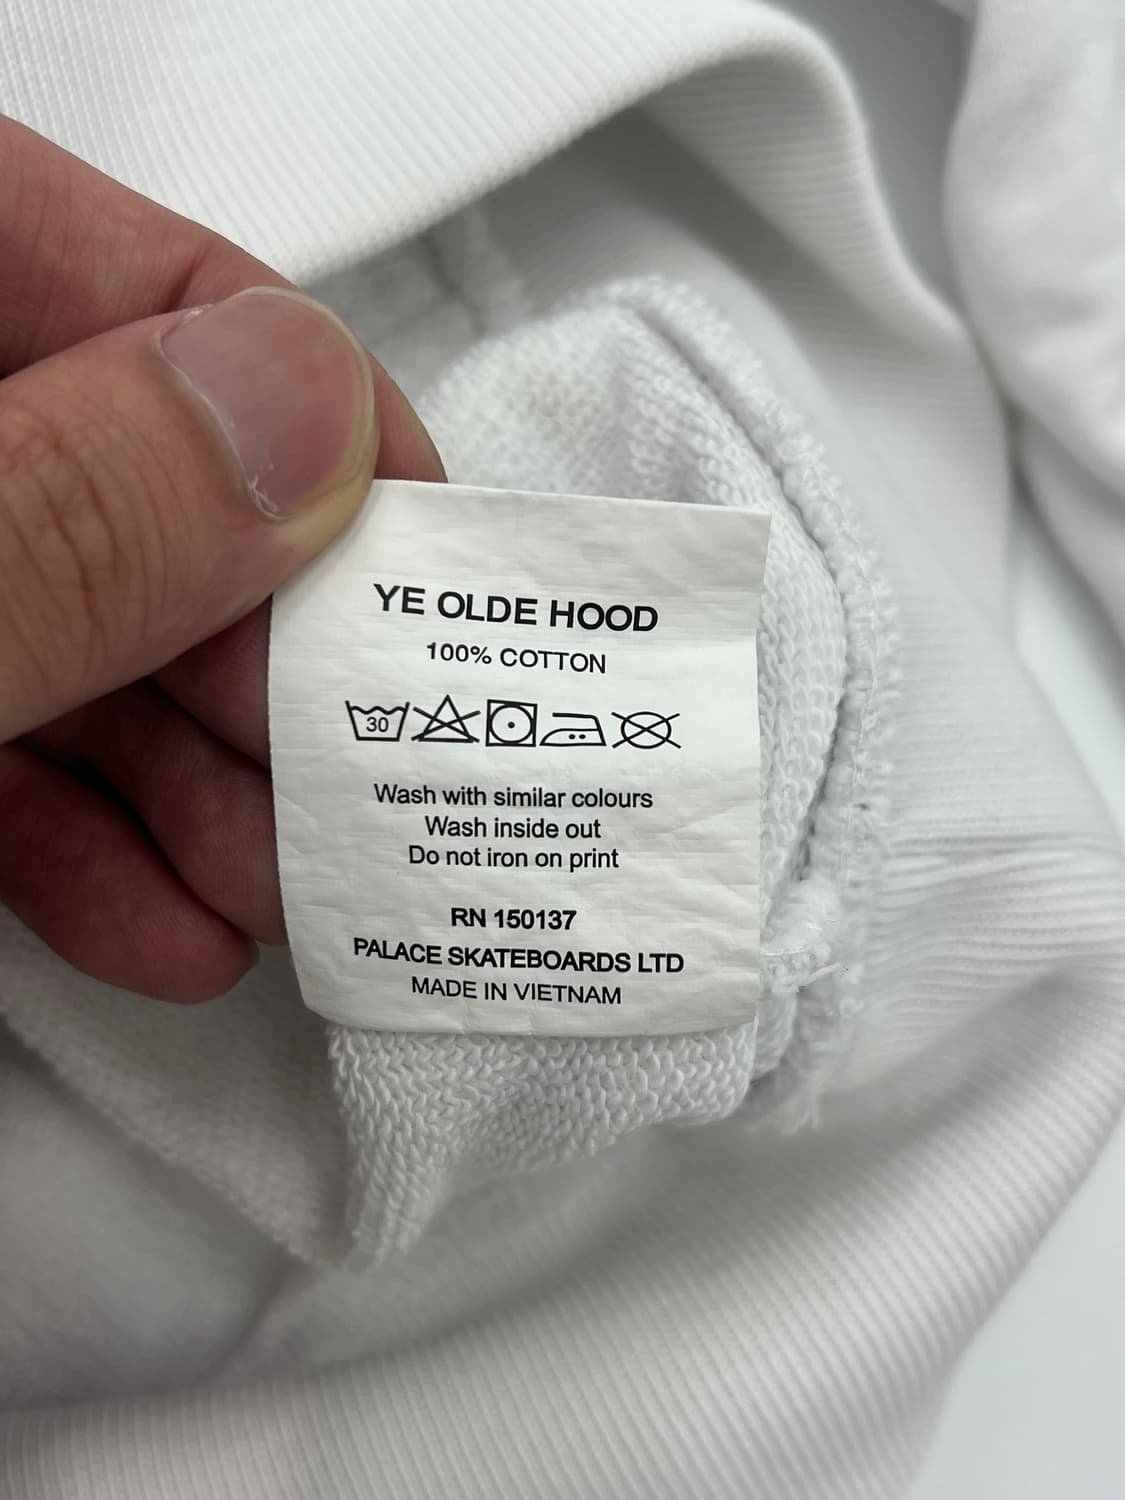 YE OLDE HOOD
100% COTTON
30
Wash with similar colours
Wash inside out
Do not iron on print
RN 150137
PALACE SKATEBOARDS LTD
MADE IN VIETNAM